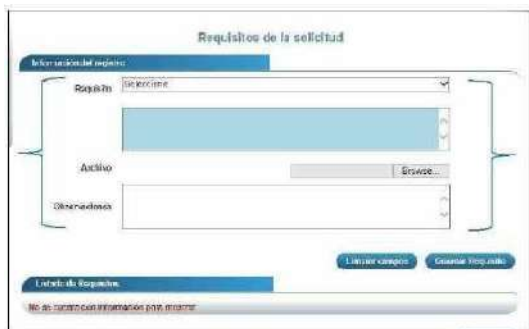 Requisitos de la solicitud
Información del registro
Requisito
Seleccione
Archivo
Browse...
Observaciones
Limpiar campos
Guardar Requisito
Listado de Requisitos
No se cuenta con información para mostrar